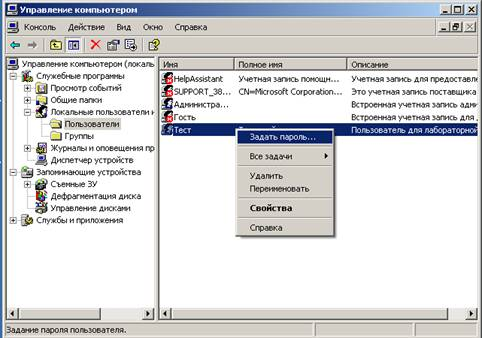 Управление компьютером
Консоль Действие Вид Окно Справка
Управление компьютером (локаль
Служебные программы
Просмотр событий
Общие папки
Локальные пользователи и
Пользователи
Группы
Журналы и оповещения пр
Диспетчер устройств
Запоминающие устройства
Съемные ЗУ
Дефрагментация диска
Управление дисками
Службы и приложения
Имя Полное имя Описание
HelpAssistant Учетная запись помощн... Учетная запись для предоставле
SUPPORT_38... CN=Microsoft Corporation... Это учетная запись поставщика
Администра... Встроенная учетная запись адми
Гость Встроенная учетная запись для
Тест Пользователь для лабораторной
Задать пароль...
Все задачи
Удалить
Переименовать
Свойства
Справка
Задание пароля пользователя.